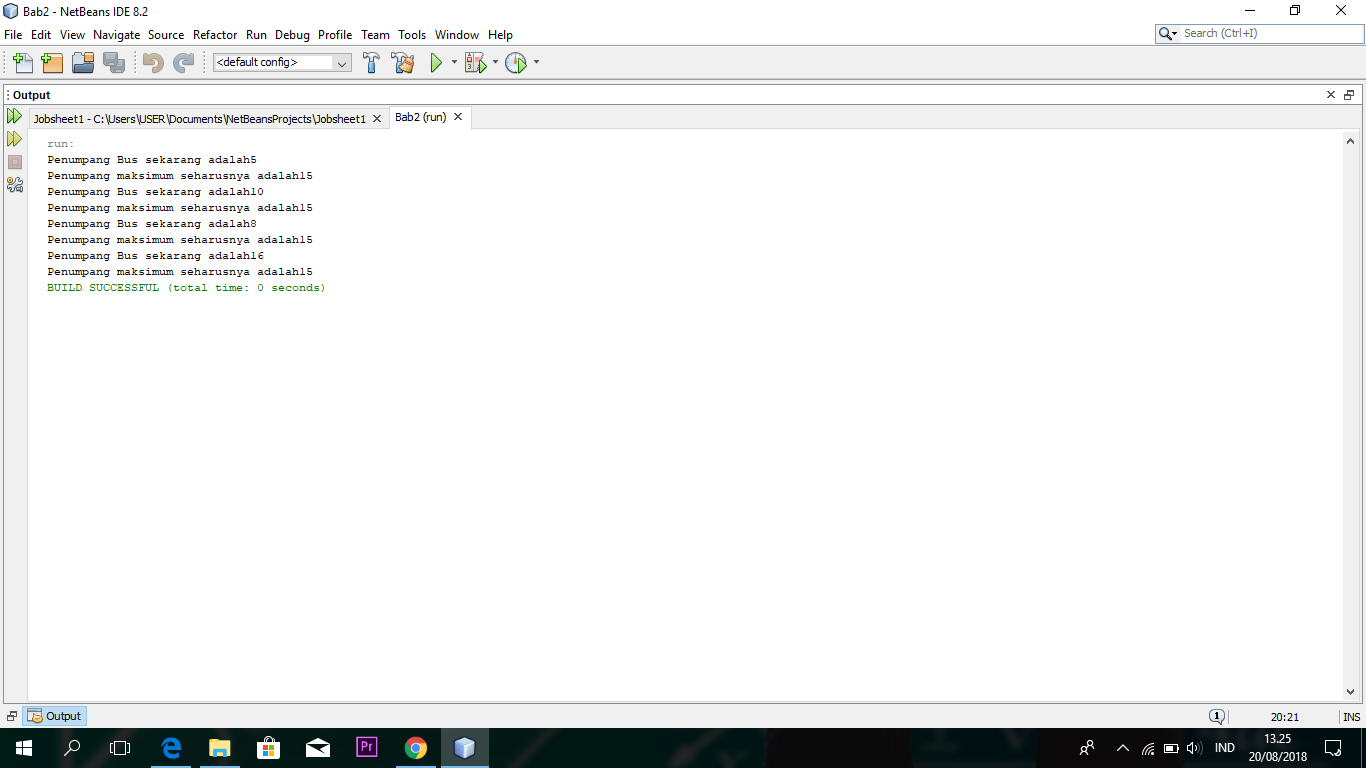 Bab2 - NetBeans IDE 8.2
File Edit View Navigate Source Refactor Run Debug Profile Team Tools Window Help
Search (Ctrl+I)
<default config>
Output
Jobsheet1 - C:\Users\USER\Documents\NetBeansProjects\Jobsheet1
Bab2 (run)
run:
Penumpang Bus sekarang adalah5
Penumpang maksimum seharusnya adalah15
Penumpang Bus sekarang adalah10
Penumpang maksimum seharusnya adalah15
Penumpang Bus sekarang adalah8
Penumpang maksimum seharusnya adalah15
Penumpang Bus sekarang adalah16
Penumpang maksimum seharusnya adalah15
BUILD SUCCESSFUL (total time: 0 seconds)
Output
1
20:21
INS
Pr
IND
13.25
20/08/2018